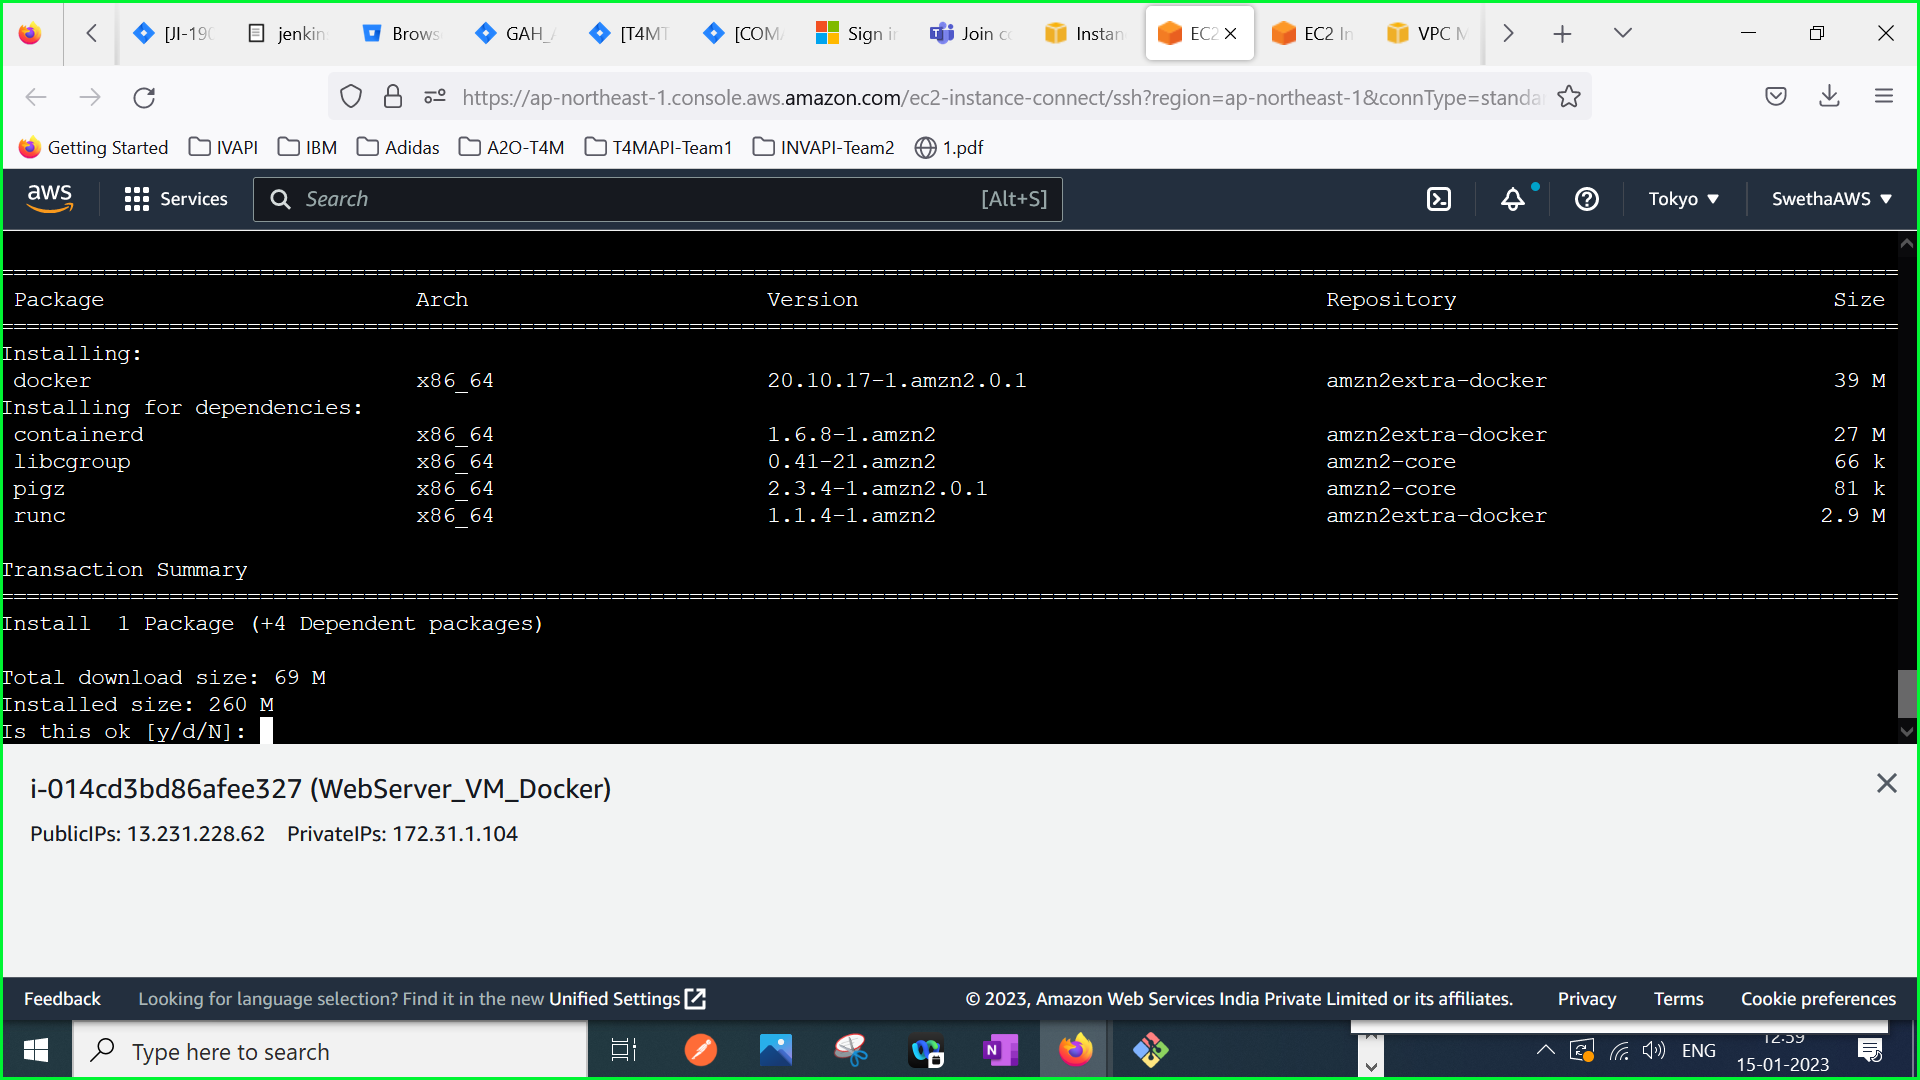 [JI-190
jenkin
Brows
GAH_
[T4MT
[COM
Sign i
Join c
Instan
EC2
EC2 In
VPC M
https://ap-northeast-1.console.aws.amazon.com/ec2-instance-connect/ssh?region=ap-northeast-1&connType=standa
Getting Started IVAPI IBM Adidas A2O-T4M T4MAPI-Team1 INVAPI-Team2 1.pdf
aws Services Search [Alt+S] Tokyo SwethaAWS
================================================================
Package Arch Version Repository Size
================================================================
Installing:
docker x86_64 20.10.17-1.amzn2.0.1 amzn2extra-docker 39 M
Installing for dependencies:
containerd x86_64 1.6.8-1.amzn2 amzn2extra-docker 27 M
libcgroup x86_64 0.41-21.amzn2 amzn2-core 66 k
pigz x86_64 2.3.4-1.amzn2.0.1 amzn2-core 81 k
runc x86_64 1.1.4-1.amzn2 amzn2extra-docker 2.9 M
Transaction Summary
================================================================
Install 1 Package (+4 Dependent packages)
Total download size: 69 M
Installed size: 260 M
Is this ok [y/d/N]:
i-014cd3bd86afee327 (WebServer_VM_Docker)
PublicIPs: 13.231.228.62 PrivateIPs: 172.31.1.104
Feedback Looking for language selection? Find it in the new Unified Settings © 2023, Amazon Web Services India Private Limited or its affiliates. Privacy Terms Cookie preferences
Type here to search
ENG
12:59
15-01-2023